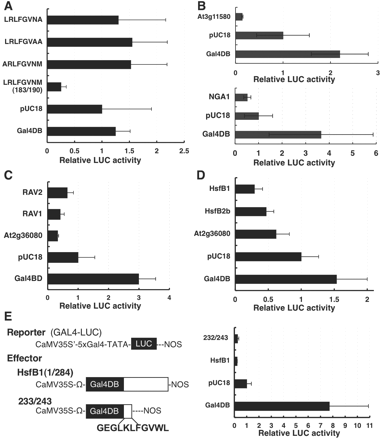 A
LRLFGVNA
LRLFGVAA
ARLFGVNM
LRLFGVNM
(183/190)
pUC18
Gal4DB
0 0.5 1 1.5 2 2.5
Relative LUC activity
B
At3g11580
pUC18
Gal4DB
0 1 2 3
Relative LUC activity
NGA1
pUC18
Gal4DB
0 1 2 3 4 5 6
Relative LUC activity
C
RAV2
RAV1
At2g36080
pUC18
Gal4BD
0 1 2 3 4
Relative LUC activity
D
HsfB1
HsfB2b
At2g36080
pUC18
Gal4DB
0 0.5 1 1.5 2
Relative LUC activity
E
Reporter (GAL4-LUC)
CaMV35S'-5xGal4-TATA LUC NOS
Effector
HsfB1(1/284)
CaMV35S-Ω Gal4DB NOS
233/243
CaMV35S-Ω Gal4DB NOS
GEGLKLFGVWL
232/243
HsfB1
pUC18
Gal4DB
0 1 2 3 4 5 6 7 8 9 10 11
Relative LUC activity